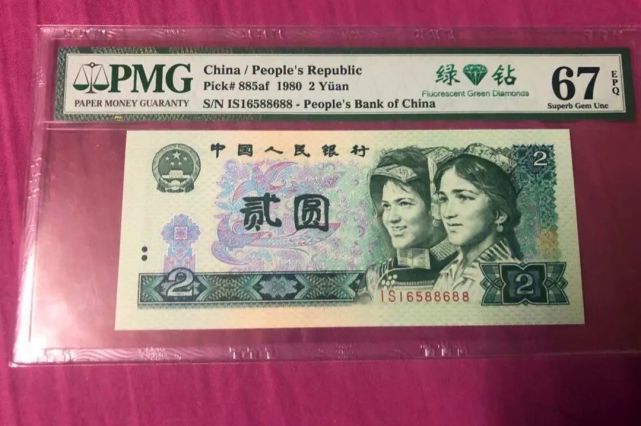 PMG
PAPER MONEY GUARANTY
China / People's Republic
Pick# 885af 1980 2 Yüan
S/N IS16588688 - People's Bank of China
绿钻
Fluorescent Green Diamonds
67 EPQ
Superb Gem Unc
中国人民银行
2
贰圆
2
2
IS16588688